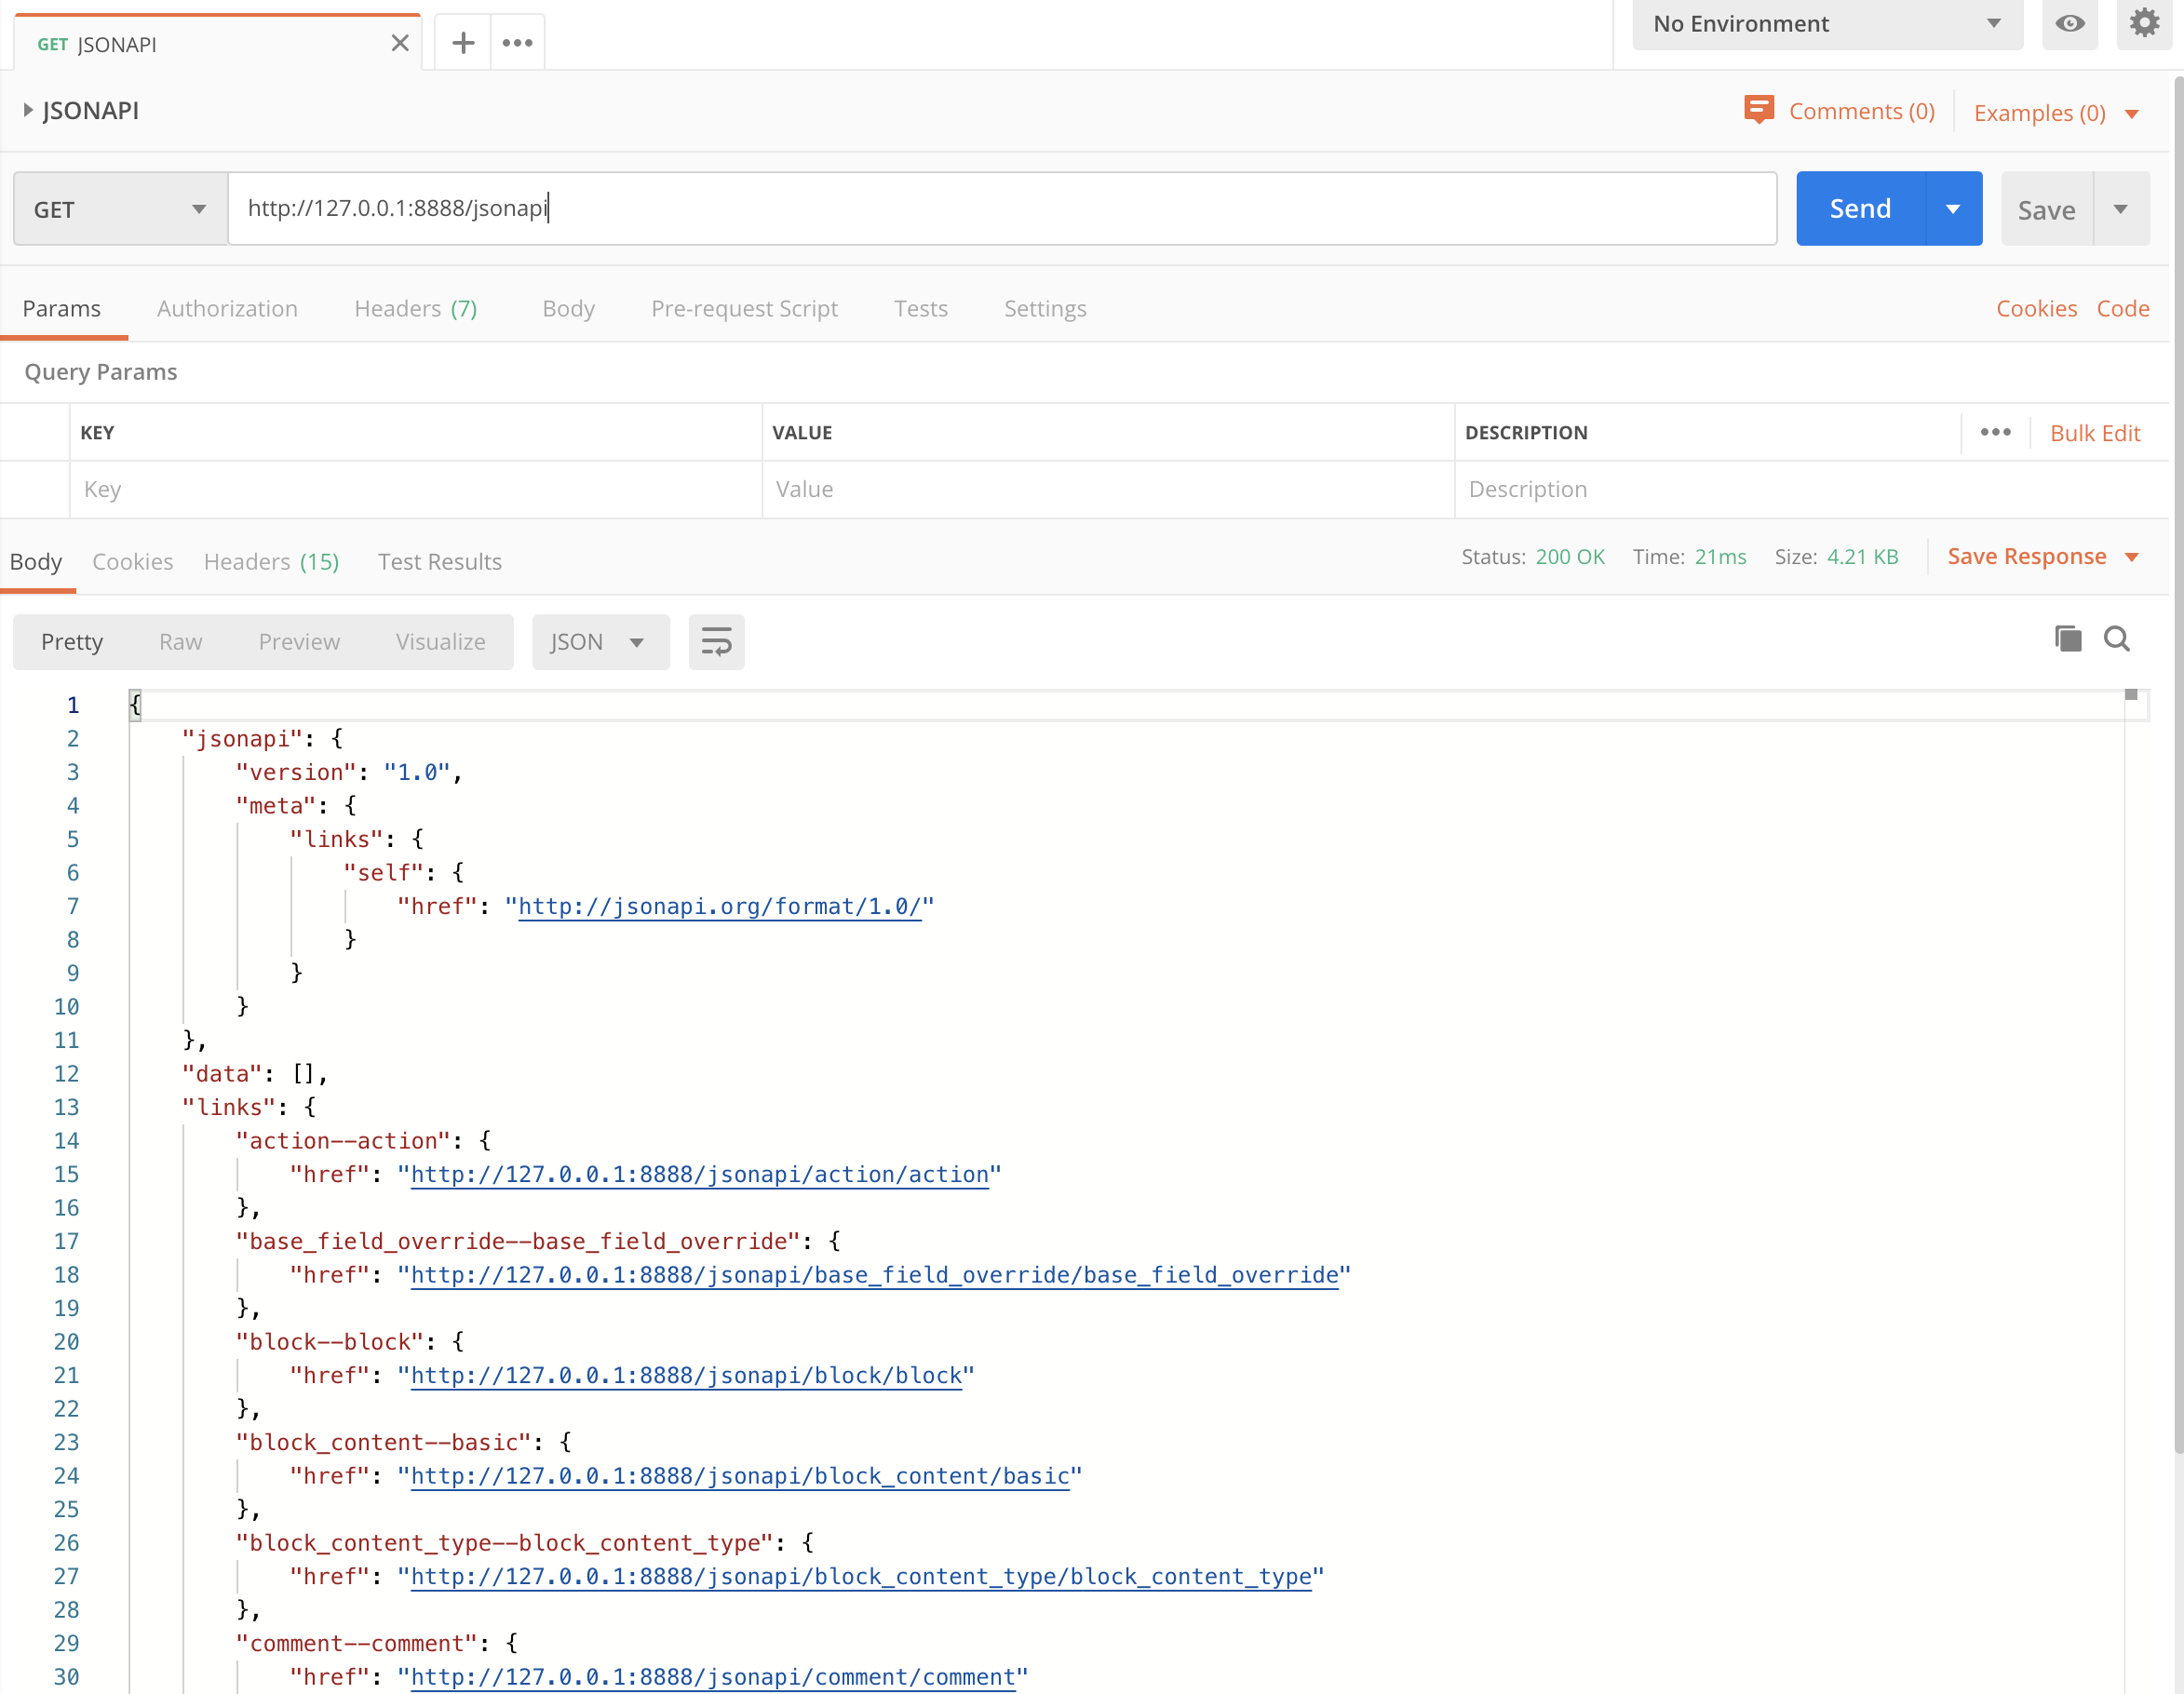 GET JSONAPI
No Environment
JSONAPI
Comments (0) Examples (0)
GET http://127.0.0.1:8888/jsonapi Send Save
Params Authorization Headers (7) Body Pre-request Script Tests Settings Cookies Code
Query Params
KEY VALUE DESCRIPTION ••• Bulk Edit
Key Value Description
Body Cookies Headers (15) Test Results Status: 200 OK Time: 21ms Size: 4.21 KB Save Response
Pretty Raw Preview Visualize JSON
1 {
2 "jsonapi": {
3 "version": "1.0",
4 "meta": {
5 "links": {
6 "self": {
7 "href": "http://jsonapi.org/format/1.0/"
8 }
9 }
10 }
11 },
12 "data": [],
13 "links": {
14 "action--action": {
15 "href": "http://127.0.0.1:8888/jsonapi/action/action"
16 },
17 "base_field_override--base_field_override": {
18 "href": "http://127.0.0.1:8888/jsonapi/base_field_override/base_field_override"
19 },
20 "block--block": {
21 "href": "http://127.0.0.1:8888/jsonapi/block/block"
22 },
23 "block_content--basic": {
24 "href": "http://127.0.0.1:8888/jsonapi/block_content/basic"
25 },
26 "block_content_type--block_content_type": {
27 "href": "http://127.0.0.1:8888/jsonapi/block_content_type/block_content_type"
28 },
29 "comment--comment": {
30 "href": "http://127.0.0.1:8888/jsonapi/comment/comment"